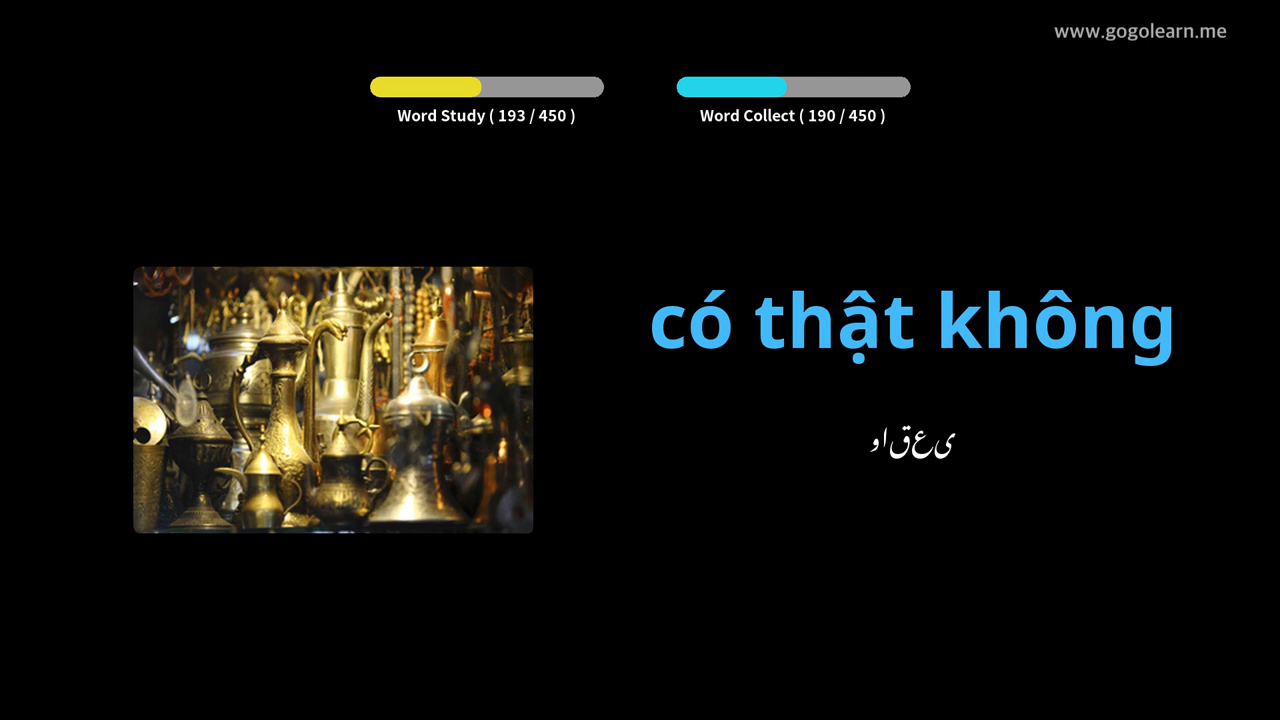 www.gogolearn.me
Word Study ( 193 / 450 )
Word Collect ( 190 / 450 )
có thật không
واقعی